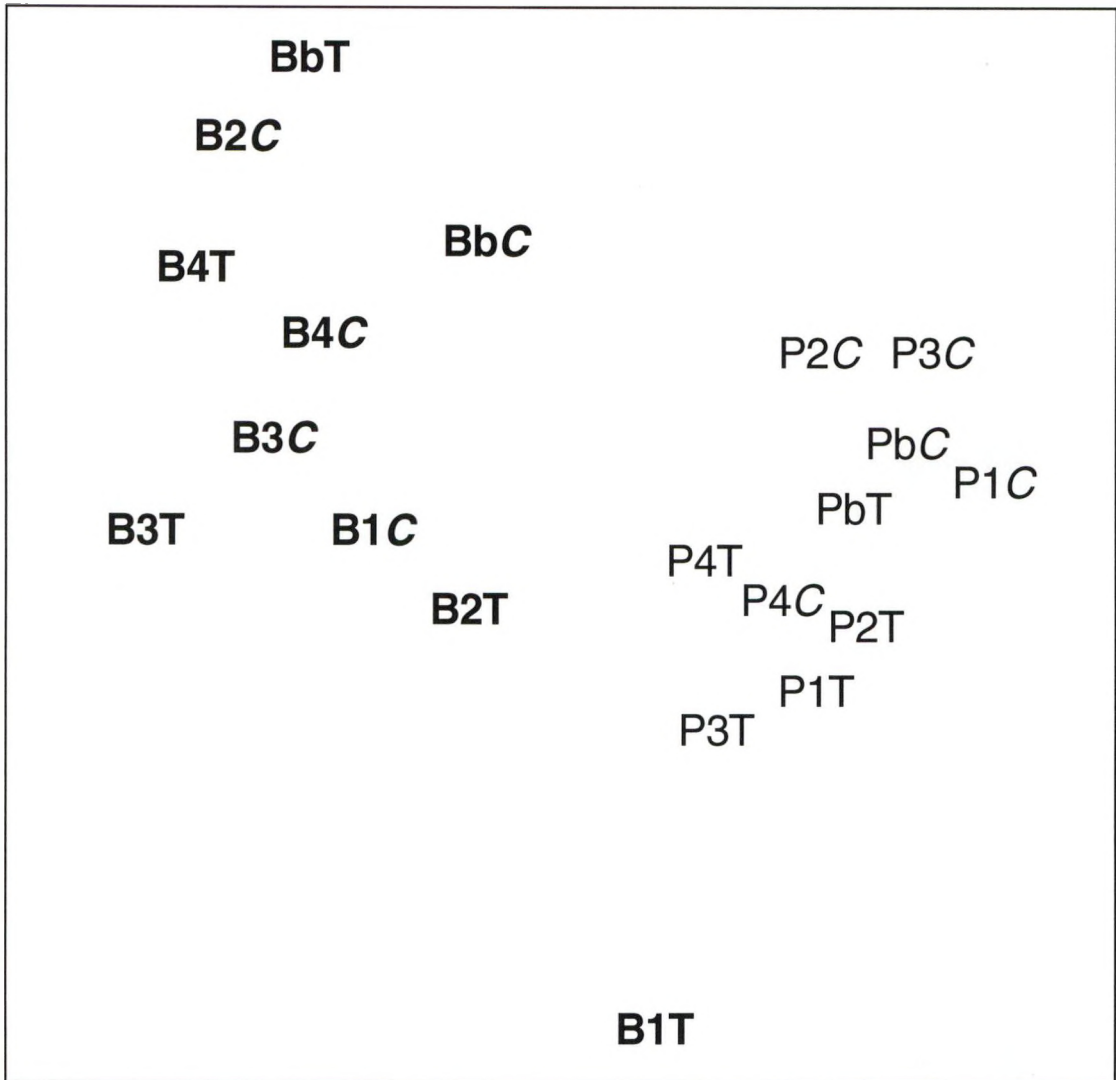 BbT
B2C
BbC
B4T
B4C
P2C P3C
B3C
PbC
P1C
PbT
B3T B1C
P4T
P4C
B2T
P2T
P1T
P3T
B1T